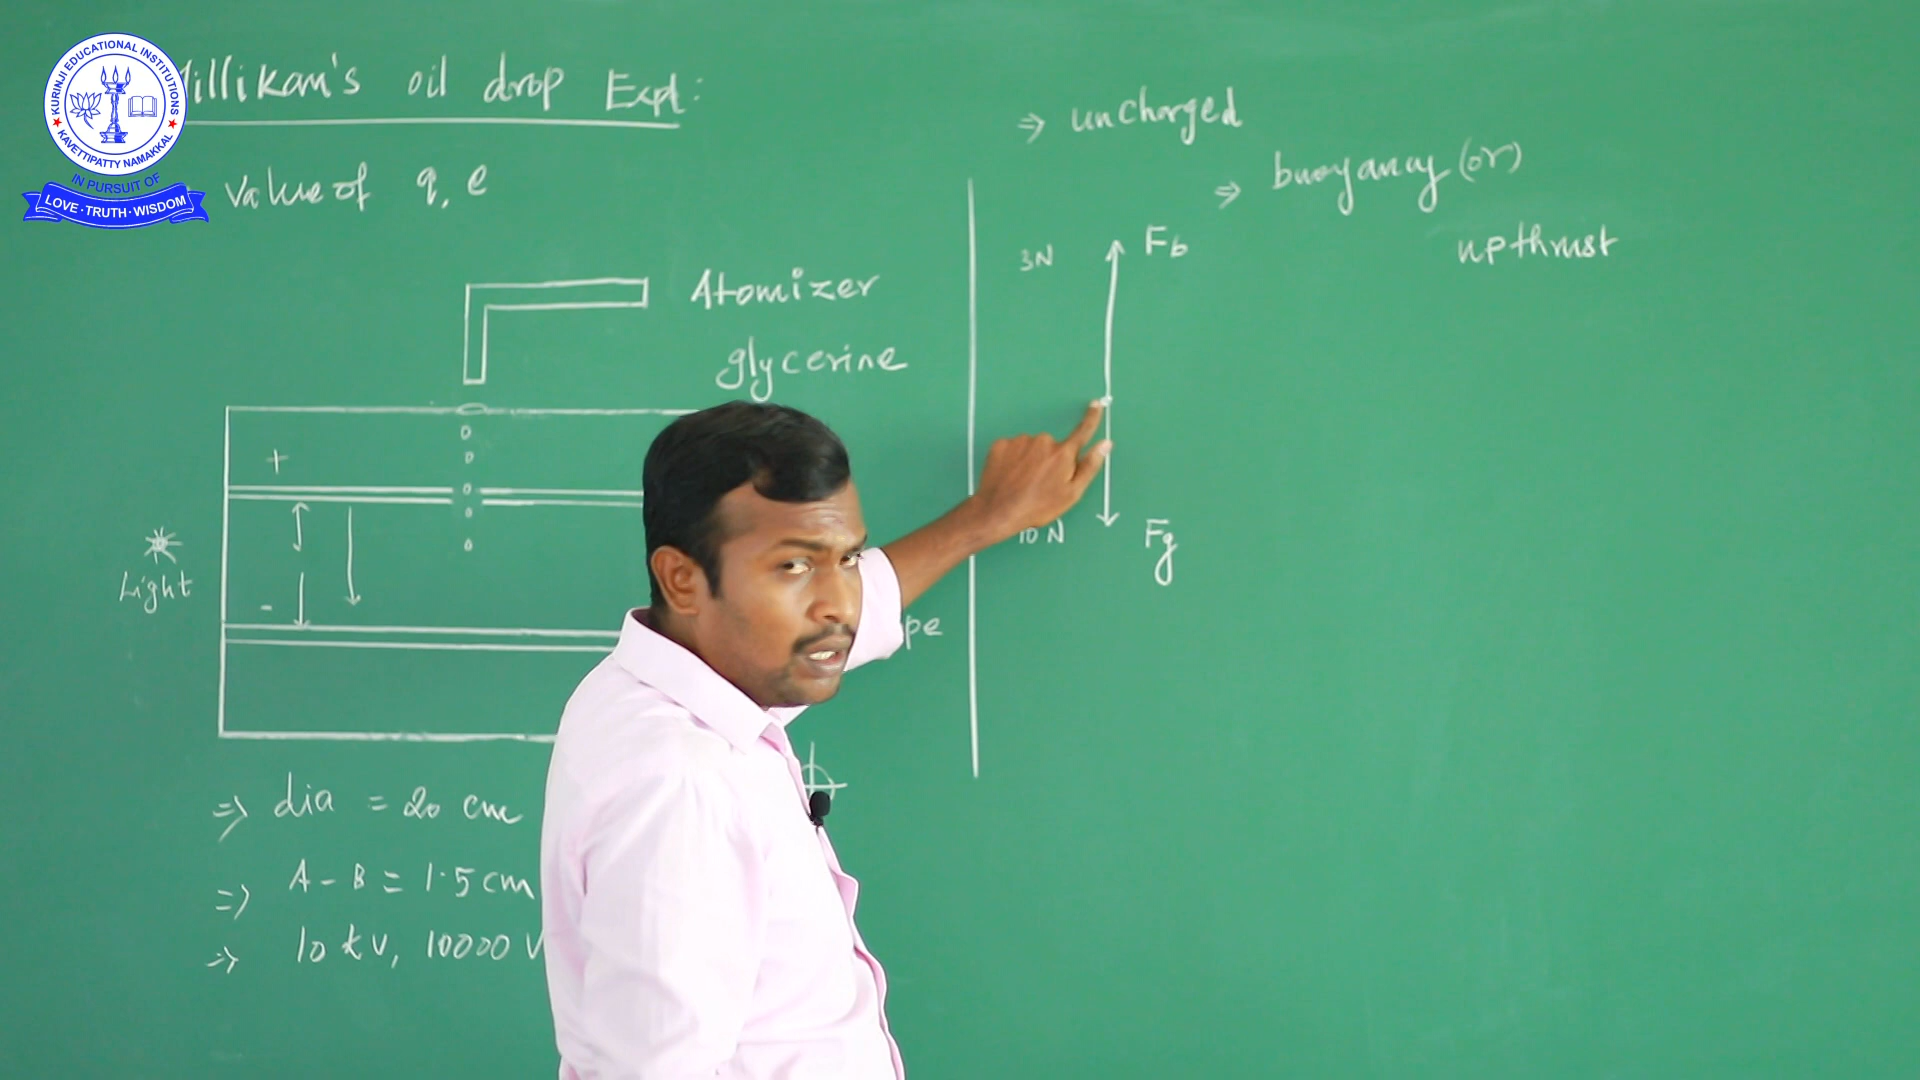 KURINJI EDUCATIONAL INSTITUTIONS
KAVETTIPATTY NAMAKKAL
IN PURSUIT OF
LOVE · TRUTH · WISDOM
illikan's oil drop Expt:
Value of q, e
Atomizer
glycerine
+
-
Light
pe
⇒ dia = 20 cm
⇒ A - B = 1.5 cm
⇒ 10 kV, 10000 V
⇒ uncharged
⇒ buoyancy (or)
upthrust
3N Fb
10 N Fg